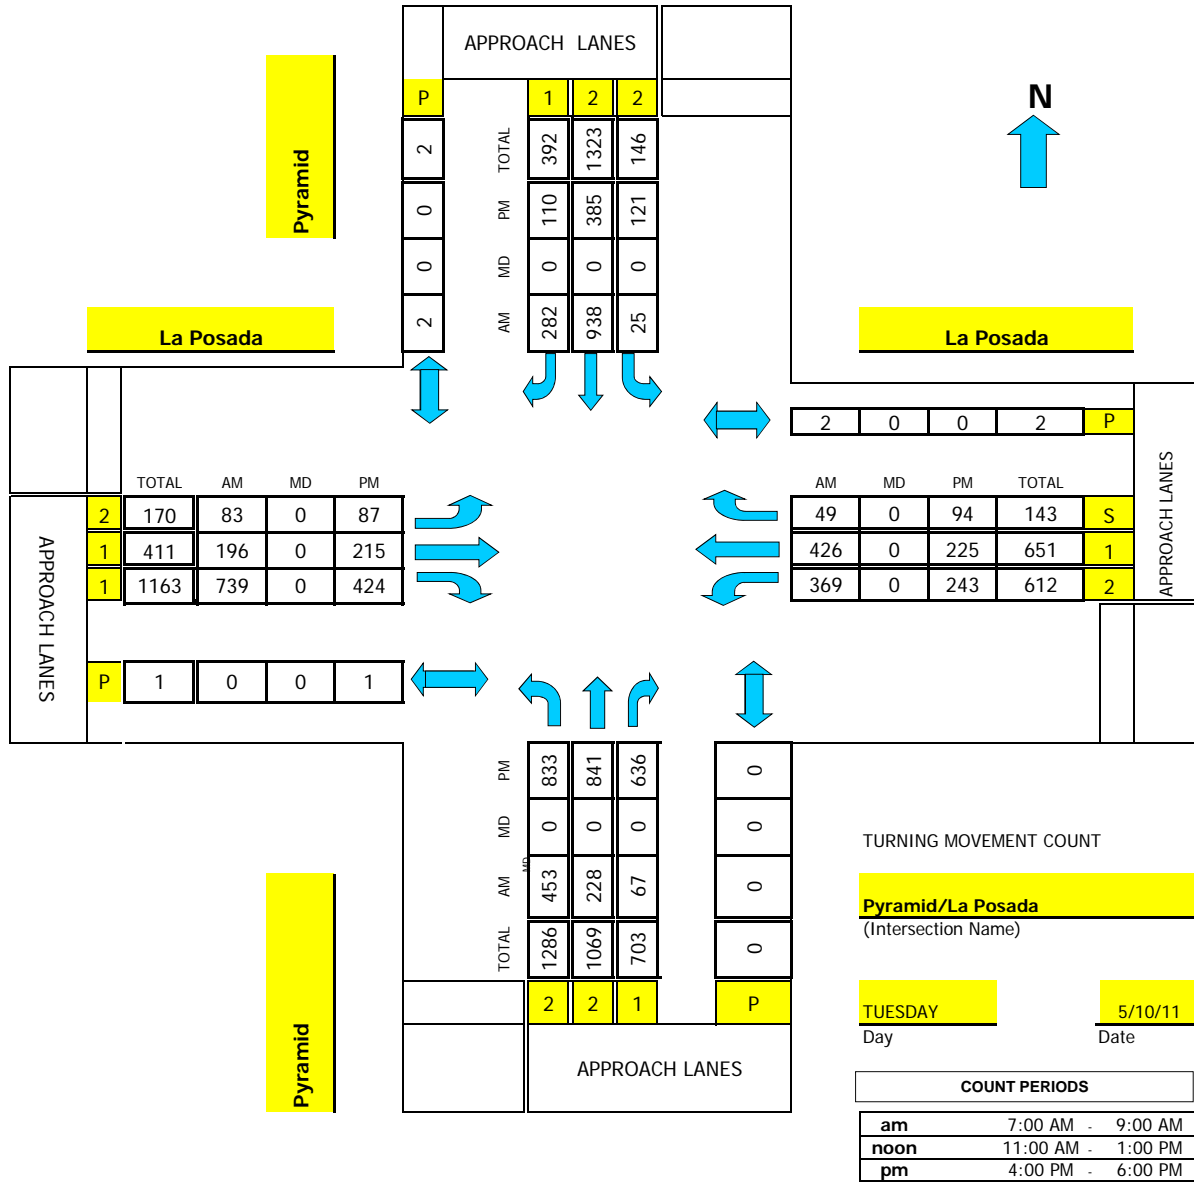 APPROACH LANES
P 1 2 2
N
Pyramid
2 TOTAL 392 1323 146
0 PM 110 385 121
0 MD 0 0 0
2 AM 282 938 25
La Posada
La Posada
2 0 0 2 P
TOTAL AM MD PM
2 170 83 0 87
1 411 196 0 215
1 1163 739 0 424
AM MD PM TOTAL
49 0 94 143 S
426 0 225 651 1
369 0 243 612 2
APPROACH LANES
APPROACH LANES
P 1 0 0 1
PM 833 841 636 0
MD 0 0 0 0
MD
AM 453 228 67 0
TOTAL 1286 1069 703 0
2 2 1 P
APPROACH LANES
Pyramid
TURNING MOVEMENT COUNT
Pyramid/La Posada
(Intersection Name)
TUESDAY 5/10/11
Day Date
COUNT PERIODS
am 7:00 AM - 9:00 AM
noon 11:00 AM - 1:00 PM
pm 4:00 PM - 6:00 PM